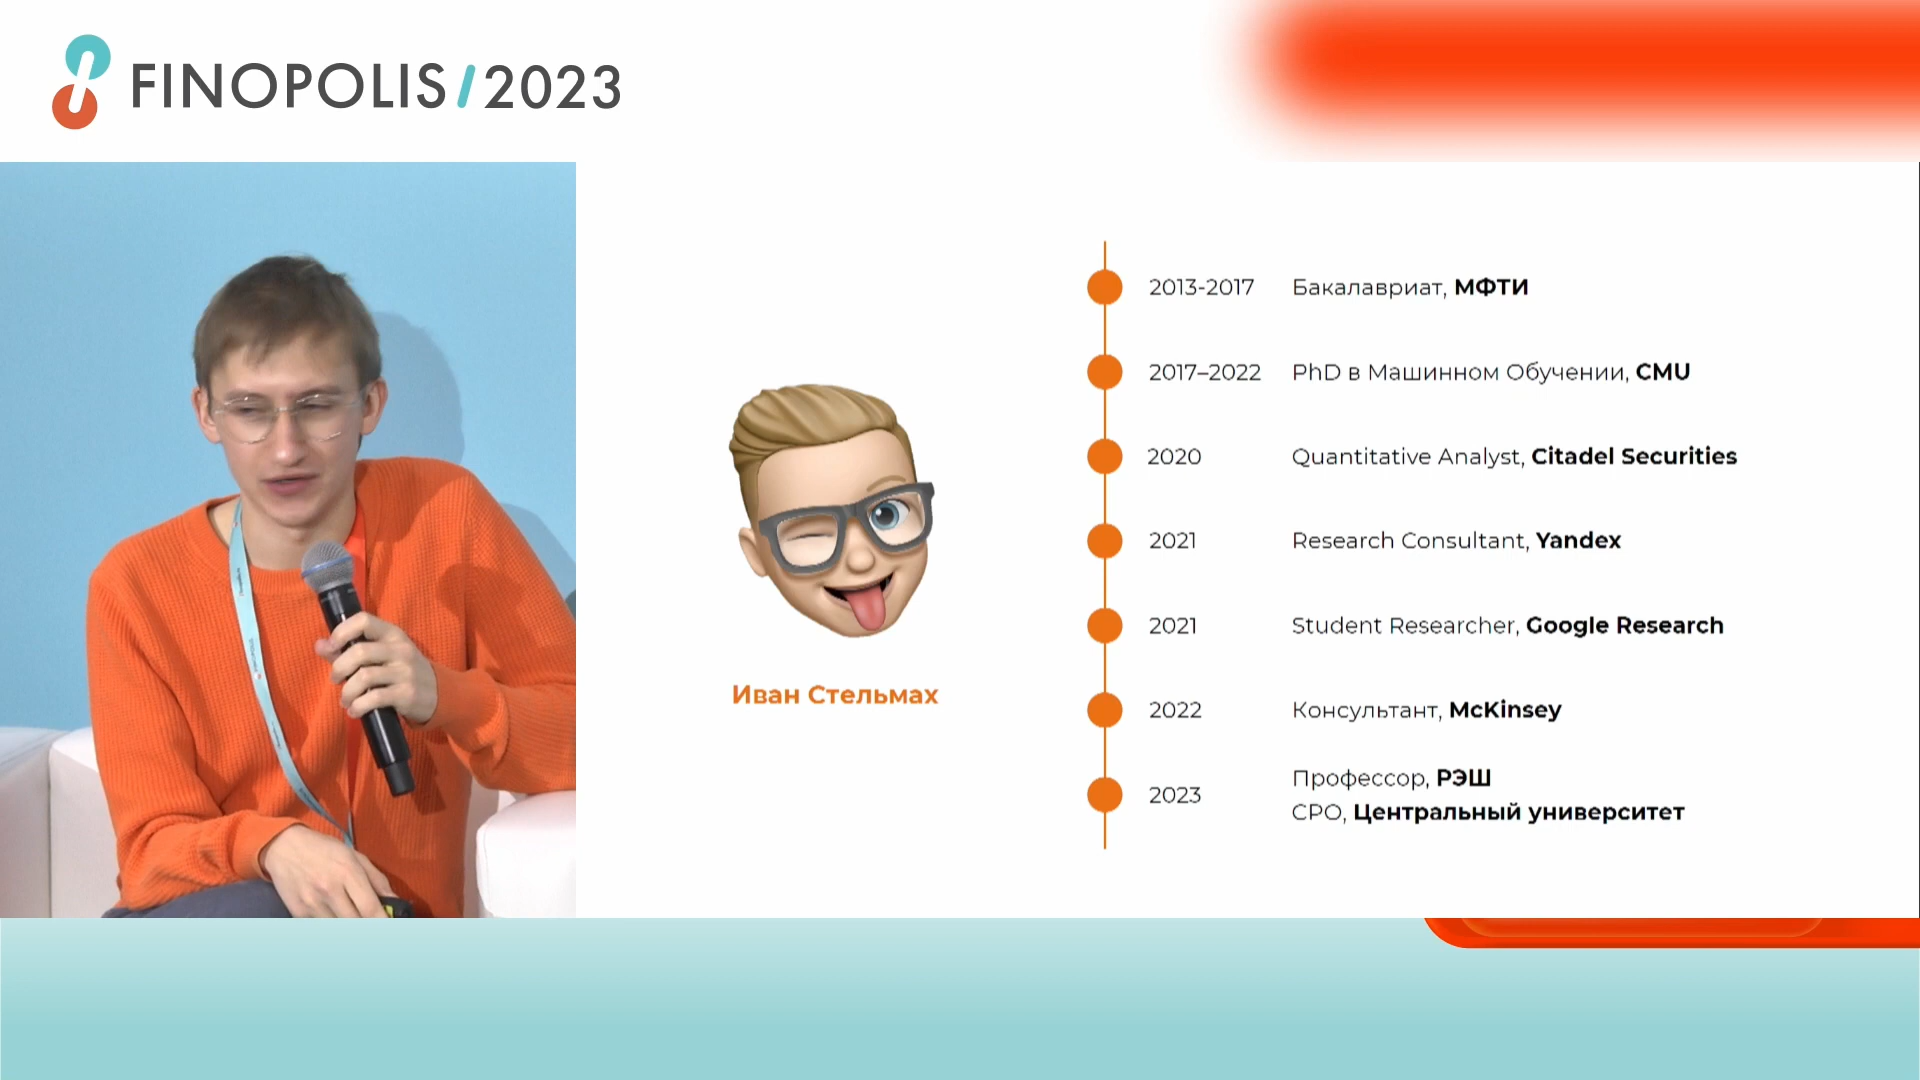 FINOPOLIS/2023
2013-2017 Бакалавриат, МФТИ
2017–2022 PhD в Машинном Обучении, CMU
2020 Quantitative Analyst, Citadel Securities
2021 Research Consultant, Yandex
2021 Student Researcher, Google Research
Иван Стельмах
2022 Консультант, McKinsey
2023 Профессор, РЭШ
CPO, Центральный университет